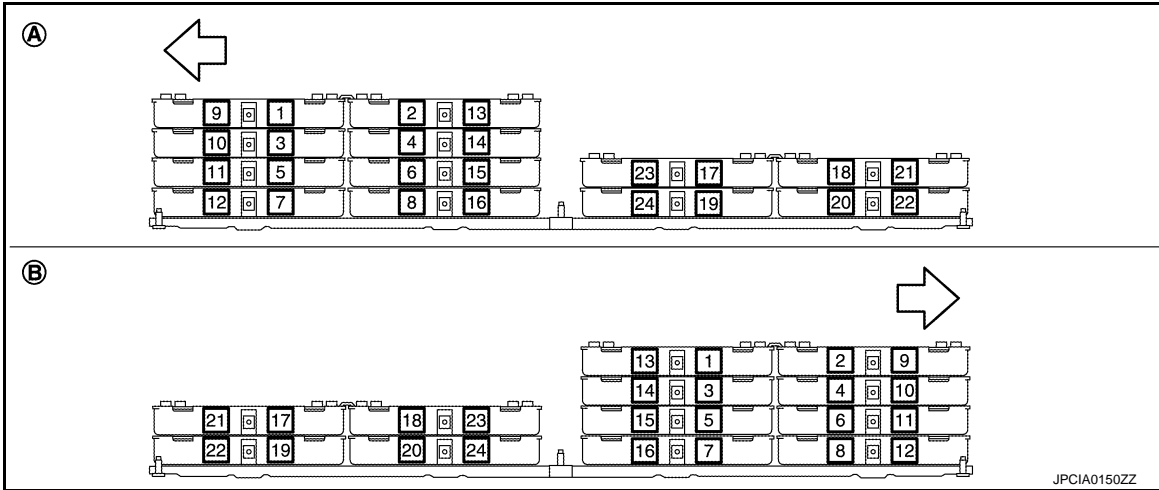 A
9 1 2 13
10 3 4 14
11 5 6 15 23 17 18 21
12 7 8 16 24 19 20 22
B
13 1 2 9
14 3 4 10
21 17 18 23 15 5 6 11
22 19 20 24 16 7 8 12
JPCIA0150ZZ